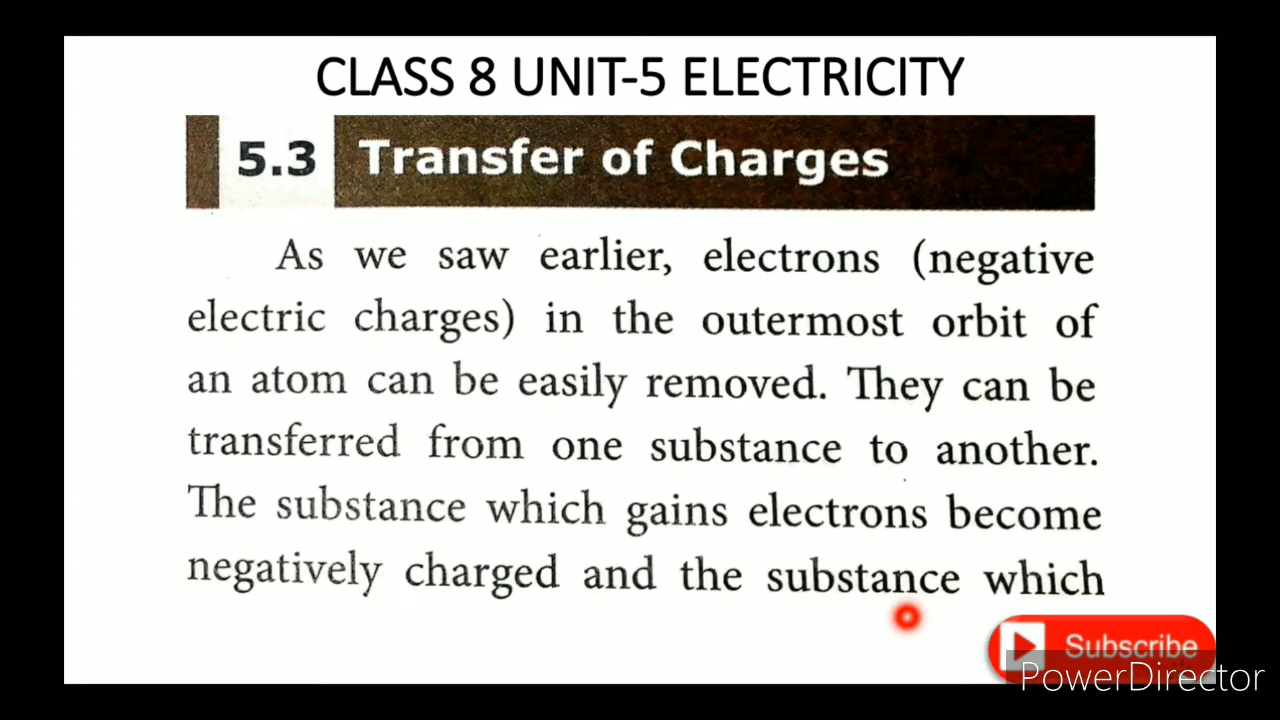 CLASS 8 UNIT-5 ELECTRICITY
5.3 Transfer of Charges
As we saw earlier, electrons (negative
electric charges) in the outermost orbit of
an atom can be easily removed. They can be
transferred from one substance to another.
The substance which gains electrons become
negatively charged and the substance which
Subscribe
PowerDirector